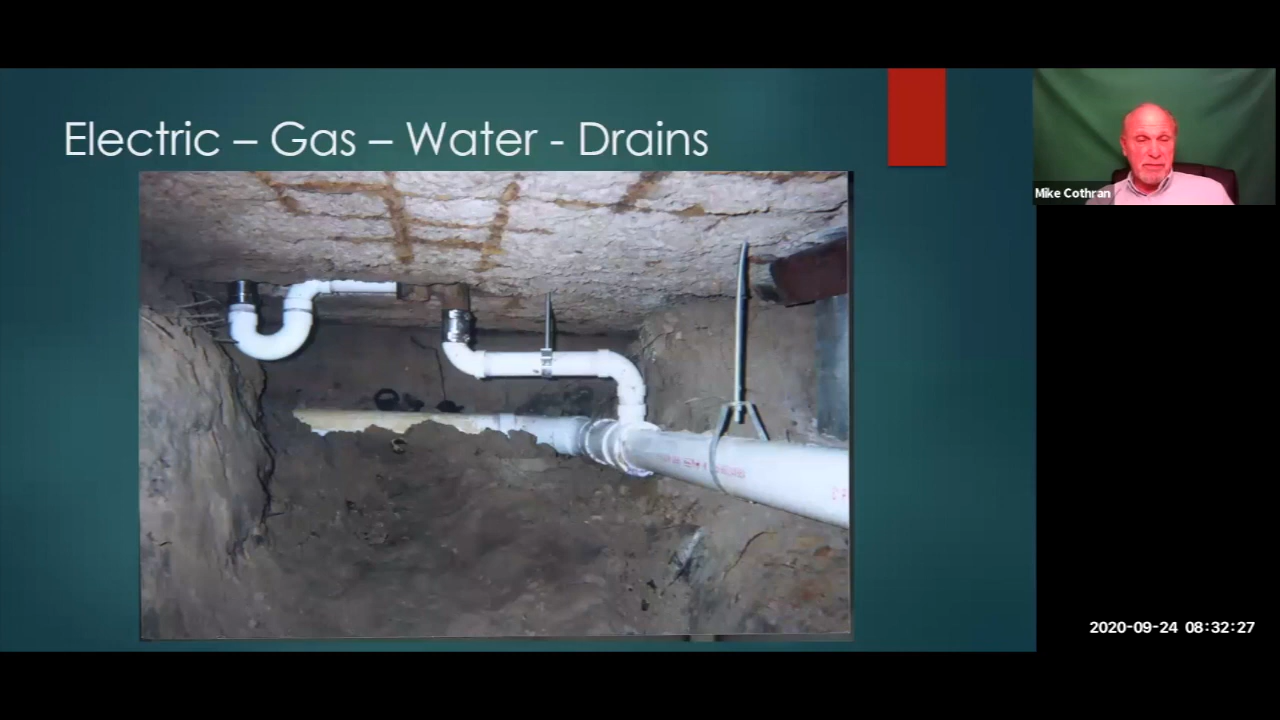 Electric – Gas – Water - Drains
Mike Cothran
2020-09-24 08:32:27